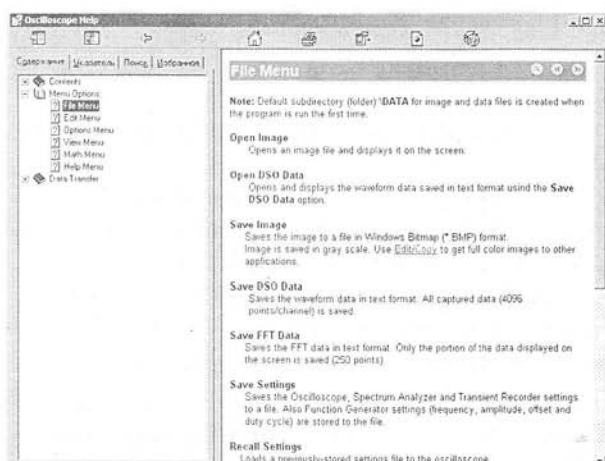 Oscilloscope Help
Содержание | Указатель | Поиск | Избранное |
Contents
Menu Options
File Menu
Edit Menu
Options Menu
View Menu
Math Menu
Help Menu
Data Transfer
File Menu
Note: Default subdirectory (folder) \DATA for image and data files is created when
the program is run the first time.
Open Image
Opens an image file and displays it on the screen.
Open DSO Data
Opens and displays the waveform data saved in text format usind the Save
DSO Data option.
Save Image
Saves the image to a file in Windows Bitmap (*.BMP) format.
Image is saved in gray scale. Use Edit/Copy to get full color images to other
applications.
Save DSO Data
Saves the waveform data in text format. All captured data (4096
points/channel) is saved.
Save FFT Data
Saves the FFT data in text format. Only the portion of the data displayed on
the screen is saved (250 points).
Save Settings
Saves the Oscilloscope, Spectrum Analyzer and Transient Recorder settings
to a file. Also Function Generator settings (frequency, amplitude, offset and
duty cycle) are stored to the file.
Recall Settings
Loads a previously-stored settings file to the oscilloscope